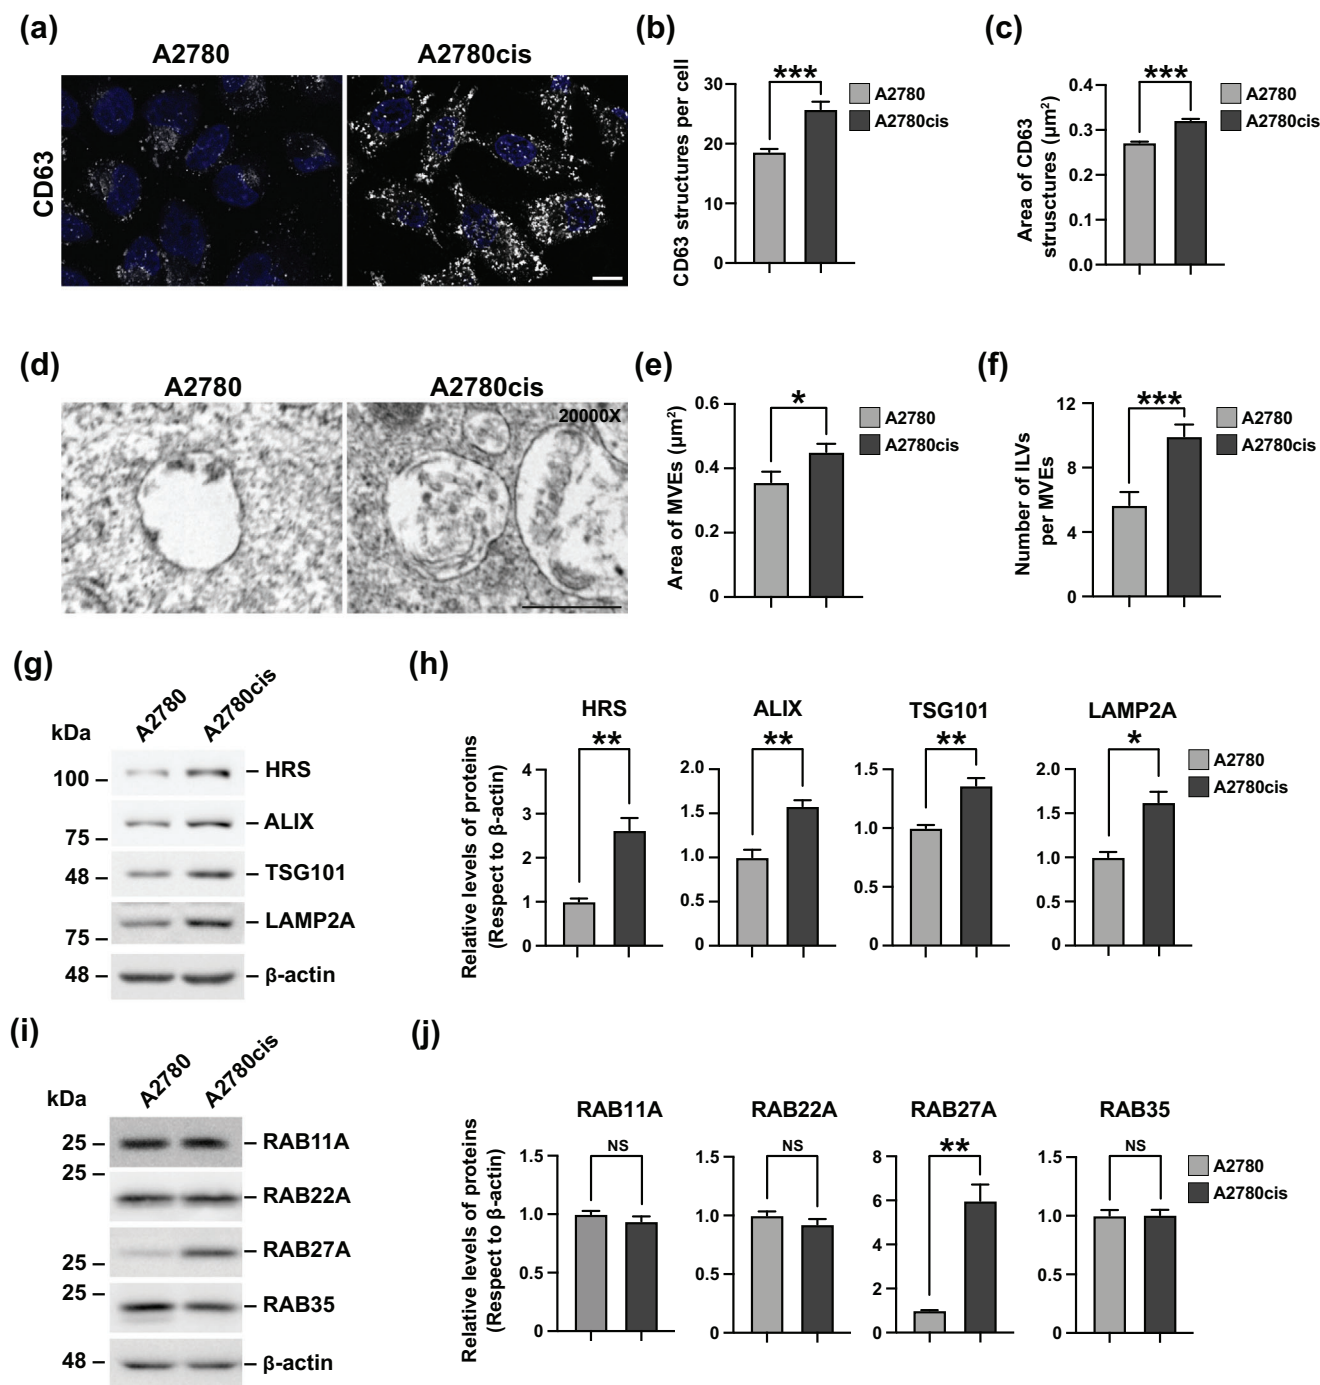 (a)
A2780
A2780cis
CD63
(b)
CD63 structures per cell
30
20
10
0
***
A2780
A2780cis
(c)
Area of CD63
strusctures (µm²)
0.4
0.3
0.2
0.1
0.0
***
A2780
A2780cis
(d)
A2780
A2780cis
20000X
(e)
Area of MVEs (µm²)
0.6
0.4
0.2
0
*
A2780
A2780cis
(f)
Number of ILVs
per MVEs
12
8
4
0
***
A2780
A2780cis
(g)
kDa
A2780
A2780cis
100
HRS
75
ALIX
48
TSG101
75
LAMP2A
48
β-actin
(h)
Relative levels of proteins
(Respect to β-actin)
HRS
**
4
3
2
1
0
ALIX
**
2.0
1.5
1.0
0.5
0
TSG101
**
1.5
1.0
0.5
0
LAMP2A
*
2.0
1.5
1.0
0.5
0
A2780
A2780cis
(i)
kDa
A2780
A2780cis
25
RAB11A
25
RAB22A
25
RAB27A
25
RAB35
48
β-actin
(j)
Relative levels of proteins
(Respect to β-actin)
RAB11A
NS
1.5
1.0
0.5
0
RAB22A
NS
1.5
1.0
0.5
0
RAB27A
**
8
6
4
2
0
RAB35
NS
1.5
1.0
0.5
0
A2780
A2780cis